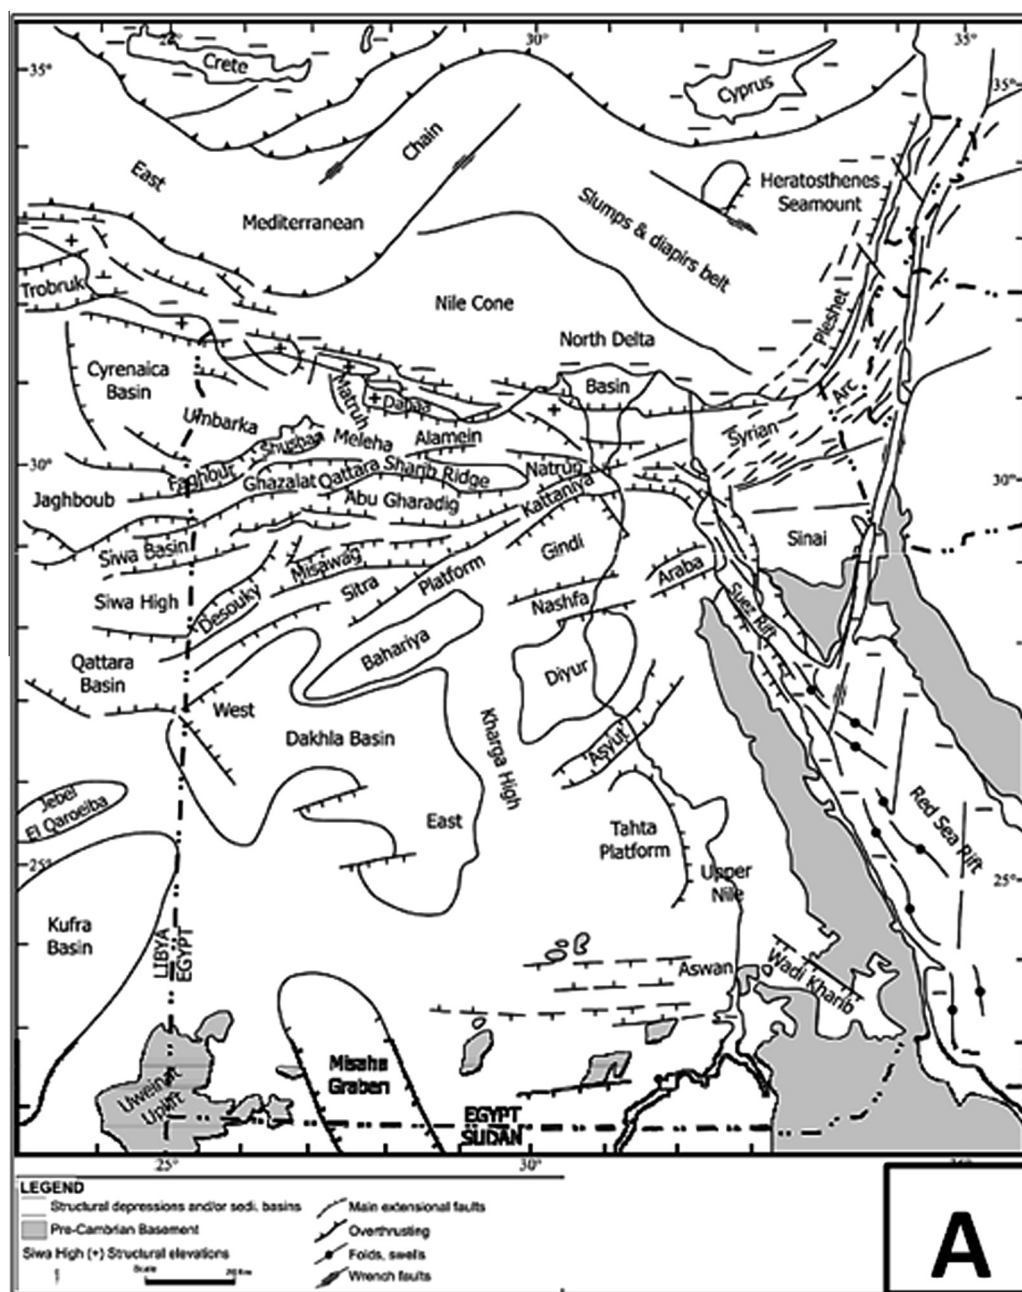 25°
30°
35°
35°
35°
Crete
Cyprus
Chain
East
Mediterranean
Heratosthenes
Seamount
Slumps & diapirs belt
Trobruk
Nile Cone
Pleshet
North Delta
Cyrenaica
Basin
Basin
Matruh
Dabaa
Arc
Umbarka
Shushan
Meleha
Alamein
Syrian
30°
Faghbur
Ghazalat
Qattara Sharib Ridge
Natrun
30°
Jaghboub
Abu Gharadig
Kattaniya
Siwa Basin
Misawag
Gindi
Sinai
Siwa High
Desouky
Sitra
Platform
Nashfa
Araba
Suez Rift
Bahariya
Qattara
Basin
Diyur
West
Dakhla Basin
Kharga High
'Asyut'
Jebel
El Qaroeiba
East
Tahta
Platform
Red Sea Rift
25°
Upper
Nile
25°
Kufra
Basin
LIBYA
EGYPT
Aswan
Wadi Kharib
Uweinat
Uplift
Misaha
Graben
EGYPT
SUDAN
25°
30°
LEGEND
Structural depressions and/or sedi. basins
Pre-Cambrian Basement
Siwa High (+) Structural elevations
Scale
Main extensional faults
Overthrusting
Folds, swells
Wrench faults
A